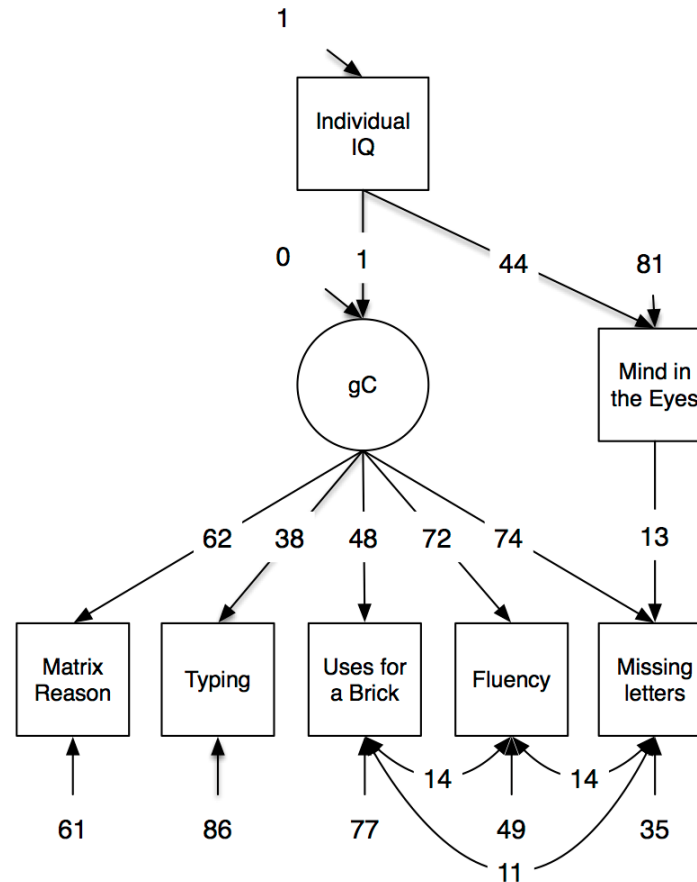 1
Individual
IQ
0
1
44
81
gC
Mind in
the Eyes
62
38
48
72
74
13
Matrix
Reason
Typing
Uses for
a Brick
Fluency
Missing
letters
14
14
61
86
77
49
35
11